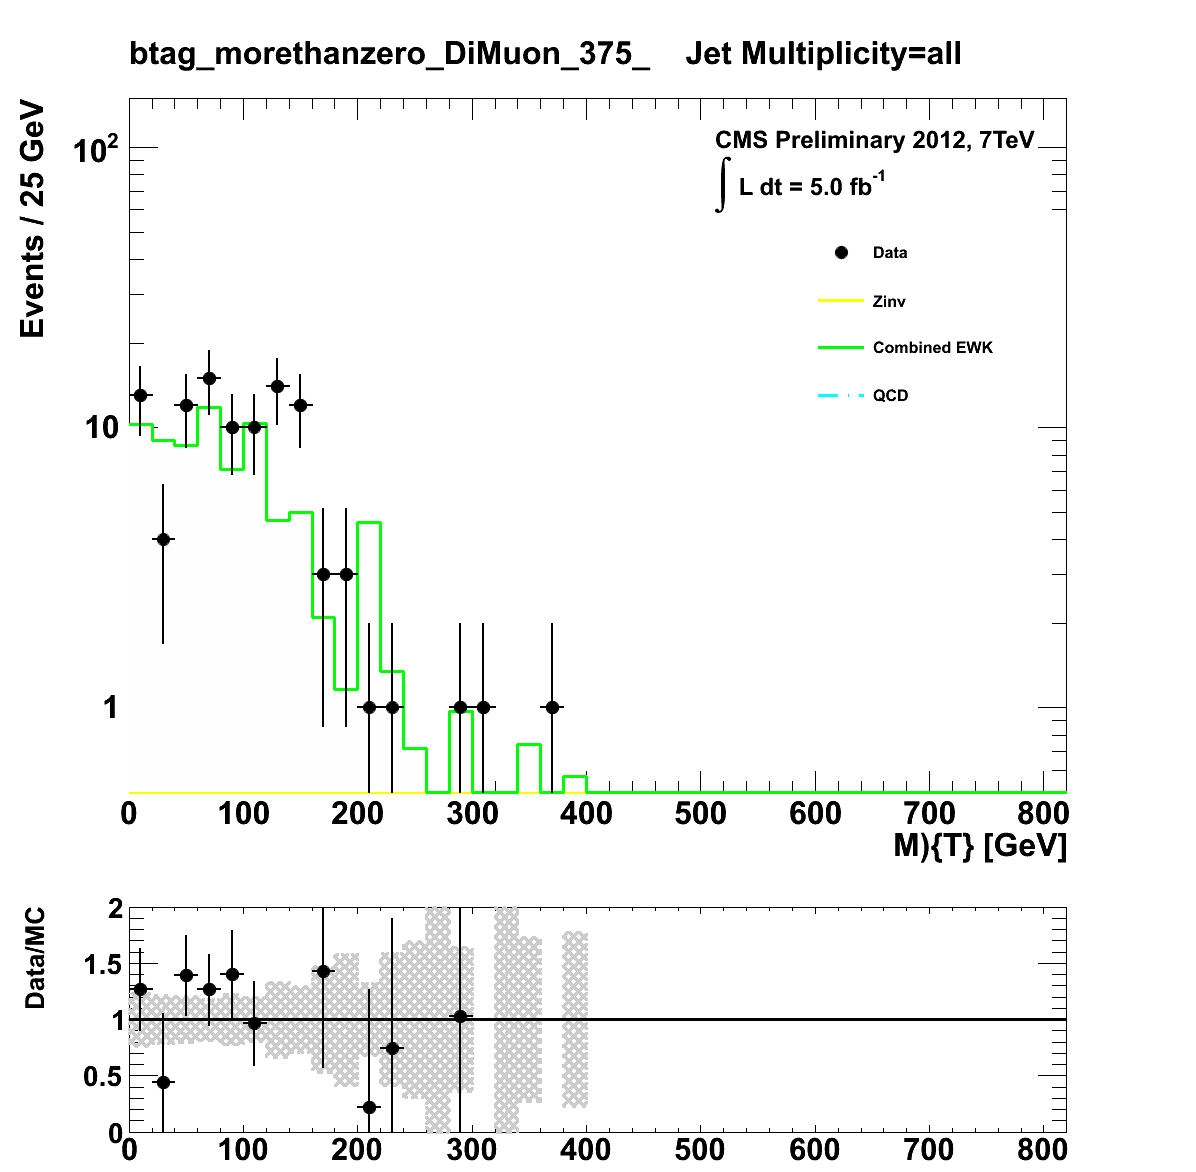 btag_morethanzero_DiMuon_375_ Jet Multiplicity=all
Events / 25 GeV
10²
10
1
CMS Preliminary 2012, 7TeV
∫ L dt = 5.0 fb⁻¹
Data
Zinv
Combined EWK
QCD
0 100 200 300 400 500 600 700 800
M){T} [GeV]
Data/MC
2
1.5
1
0.5
0
0 100 200 300 400 500 600 700 800